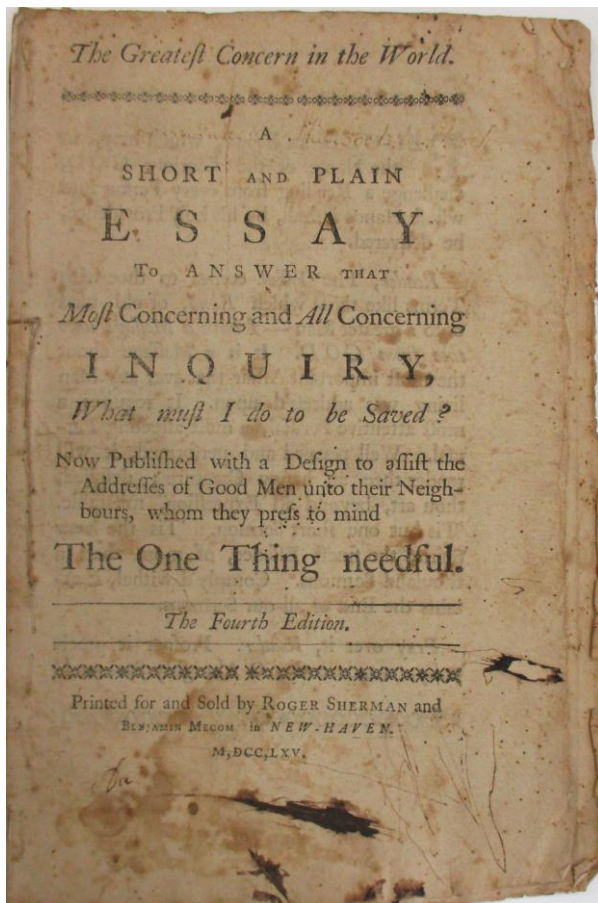 The Greateſt Concern in the World.
A
SHORT AND PLAIN
ESSAY
TO ANSWER THAT
Moſt Concerning and All Concerning
INQUIRY,
What muſt I do to be Saved?
Now Publiſhed with a Deſign to aſſiſt the
Addreſſes of Good Men unto their Neigh-
bours, whom they preſs to mind
The One Thing needful.
The Fourth Edition.
Printed for and Sold by ROGER SHERMAN and
BENJAMIN MECOM in NEW-HAVEN.
M,DCC,LXV.